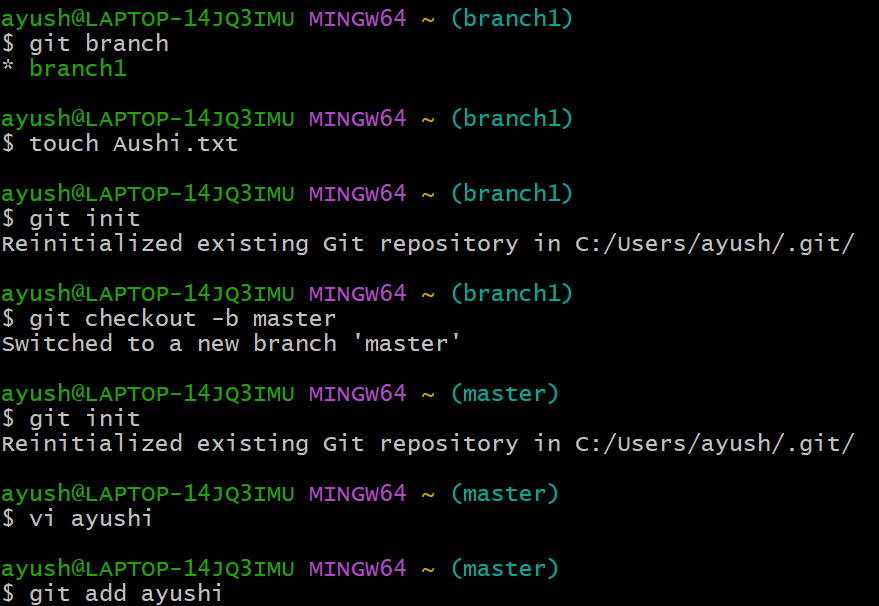 ayush@LAPTOP-14JQ3IMU MINGW64 ~ (branch1)
$ git branch
* branch1
ayush@LAPTOP-14JQ3IMU MINGW64 ~ (branch1)
$ touch Aushi.txt
ayush@LAPTOP-14JQ3IMU MINGW64 ~ (branch1)
$ git init
Reinitialized existing Git repository in C:/Users/ayush/.git/
ayush@LAPTOP-14JQ3IMU MINGW64 ~ (branch1)
$ git checkout -b master
Switched to a new branch 'master'
ayush@LAPTOP-14JQ3IMU MINGW64 ~ (master)
$ git init
Reinitialized existing Git repository in C:/Users/ayush/.git/
ayush@LAPTOP-14JQ3IMU MINGW64 ~ (master)
$ vi ayushi
ayush@LAPTOP-14JQ3IMU MINGW64 ~ (master)
$ git add ayushi